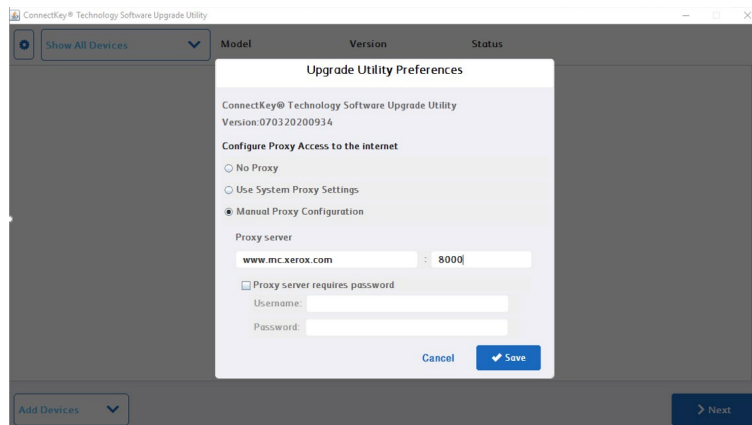 ConnectKey® Technology Software Upgrade Utility
Show All Devices Model Version Status
Upgrade Utility Preferences
ConnectKey® Technology Software Upgrade Utility
Version:070320200934
Configure Proxy Access to the internet
No Proxy
Use System Proxy Settings
Manual Proxy Configuration
Proxy server
www.mc.xerox.com : 8000
Proxy server requires password
Username:
Password:
Cancel Save
Add Devices Next